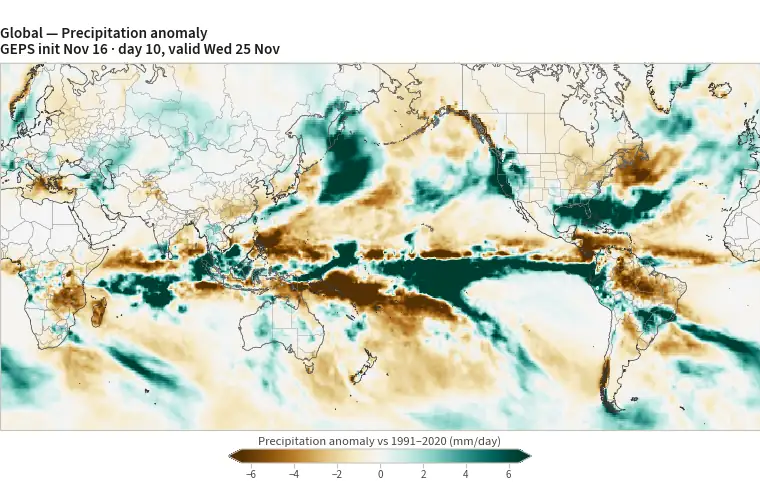 Global — Precipitation anomaly
GEPS init Nov 16 · day 10, valid Wed 25 Nov
Precipitation anomaly vs 1991–2020 (mm/day)
−6 −4 −2 0 2 4 6